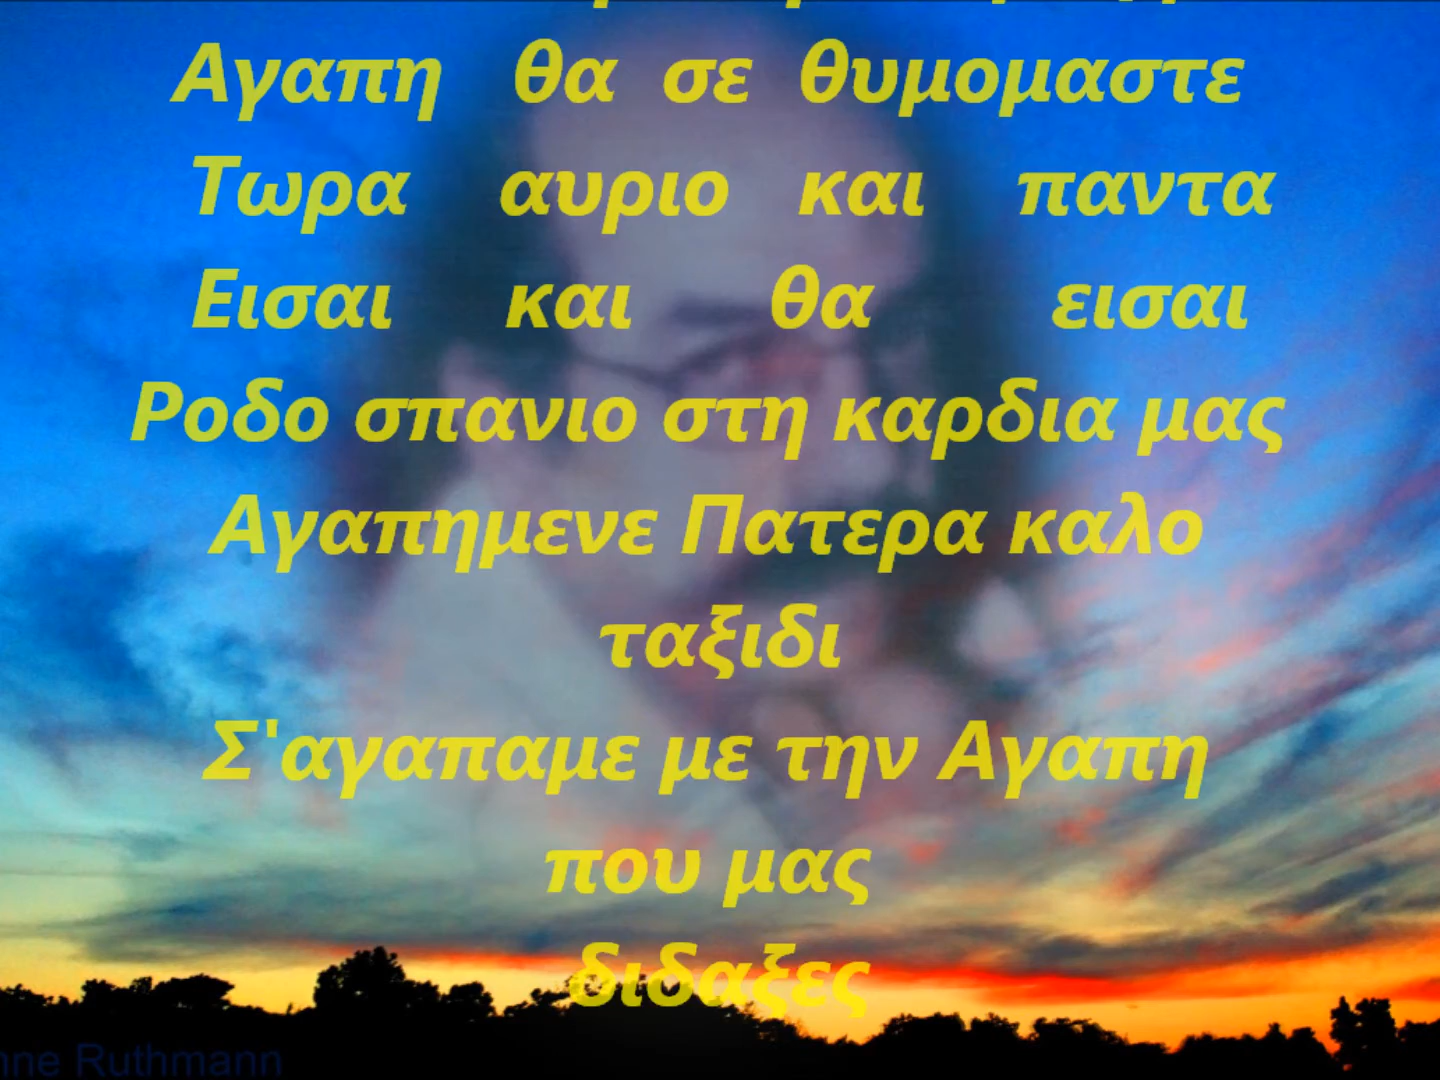 Αγαπη θα σε θυμομαστε
Τωρα αυριο και παντα
Εισαι και θα εισαι
Ροδο σπανιο στη καρδια μας
Αγαπημενε Πατερα καλο
ταξιδι
Σ'αγαπαμε με την Αγαπη
που μας
διδαξες
Ruthmann